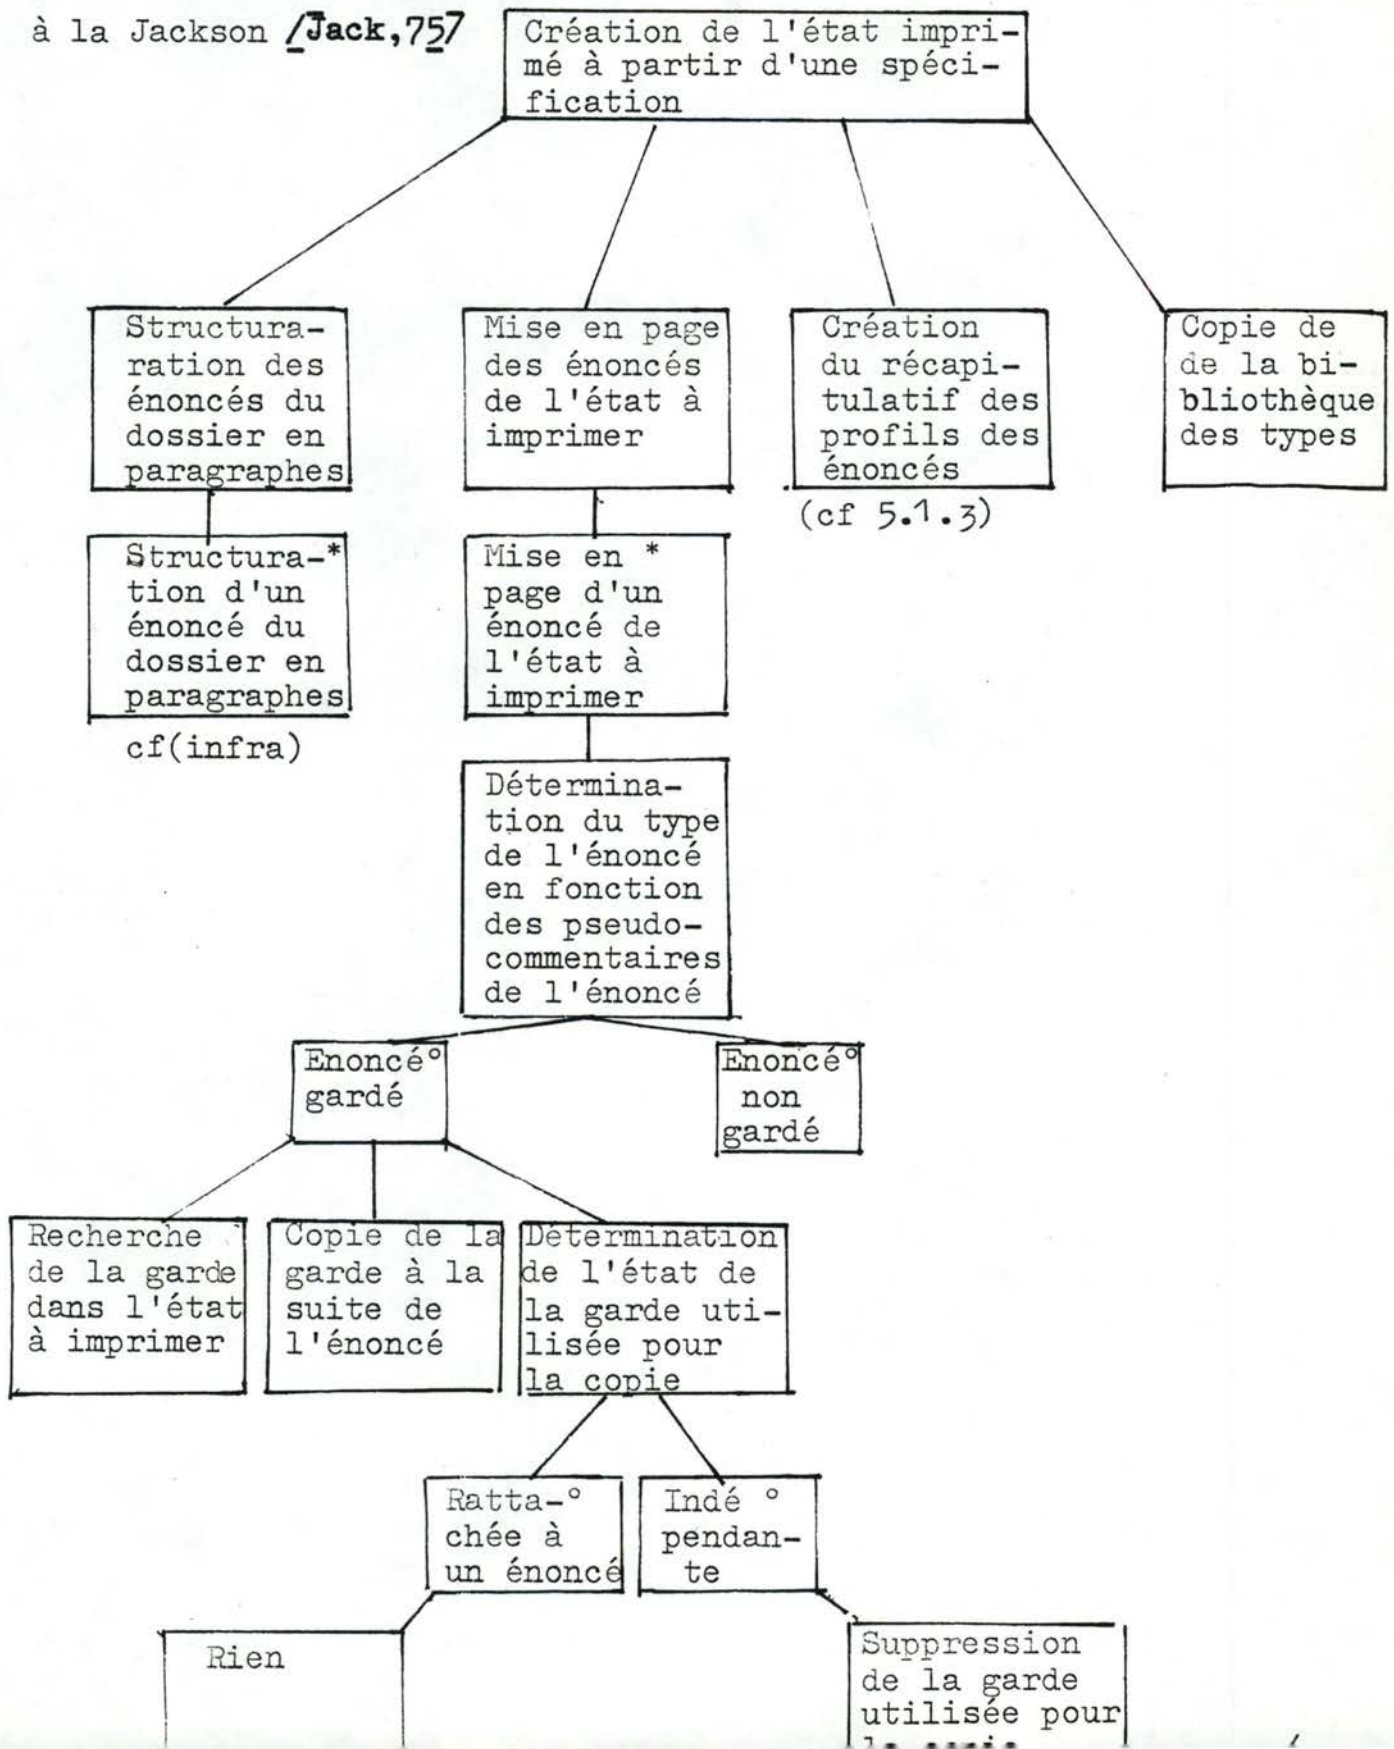 à la Jackson /Jack,75/
Création de l'état impri-
mé à partir d'une spéci-
fication
Structura-
ration des
énoncés du
dossier en
paragraphes
Mise en page
des énoncés
de l'état à
imprimer
Création
du récapi-
tulatif des
profils des
énoncés
(cf 5.1.3)
Copie de
de la bi-
bliothèque
des types
Structura-*
tion d'un
énoncé du
dossier en
paragraphes
cf(infra)
Mise en *
page d'un
énoncé de
l'état à
imprimer
Détermina-
tion du type
de l'énoncé
en fonction
des pseudo-
commentaires
de l'énoncé
Enoncé°
gardé
Enoncé°
non
gardé
Recherche
de la garde
dans l'état
à imprimer
Copie de la
garde à la
suite de
l'énoncé
Détermination
de l'état de
la garde uti-
lisée pour
la copie
Ratta-°
chée à
un énoncé
Indé °
pendan-
te
Rien
Suppression
de la garde
utilisée pour